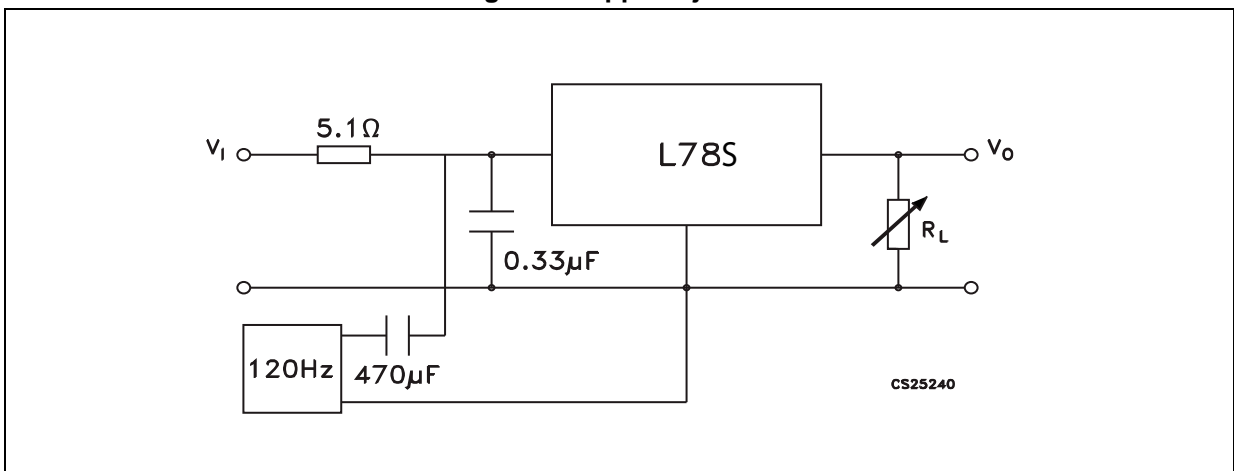 5.1Ω
V_I
L78S
V_O
R_L
0.33µF
120Hz
470µF
CS25240